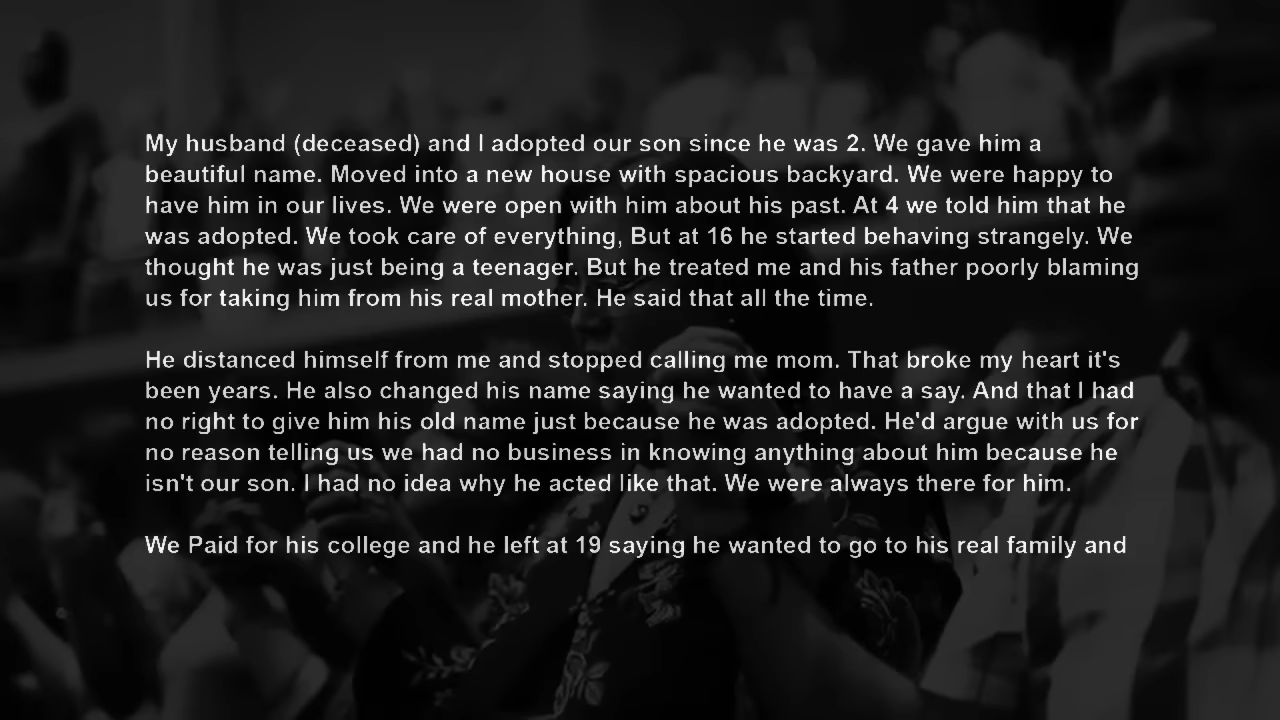 My husband (deceased) and I adopted our son since he was 2. We gave him a
beautiful name. Moved into a new house with spacious backyard. We were happy to
have him in our lives. We were open with him about his past. At 4 we told him that he
was adopted. We took care of everything, But at 16 he started behaving strangely. We
thought he was just being a teenager. But he treated me and his father poorly blaming
us for taking him from his real mother. He said that all the time.
He distanced himself from me and stopped calling me mom. That broke my heart it's
been years. He also changed his name saying he wanted to have a say. And that I had
no right to give him his old name just because he was adopted. He'd argue with us for
no reason telling us we had no business in knowing anything about him because he
isn't our son. I had no idea why he acted like that. We were always there for him.
We Paid for his college and he left at 19 saying he wanted to go to his real family and